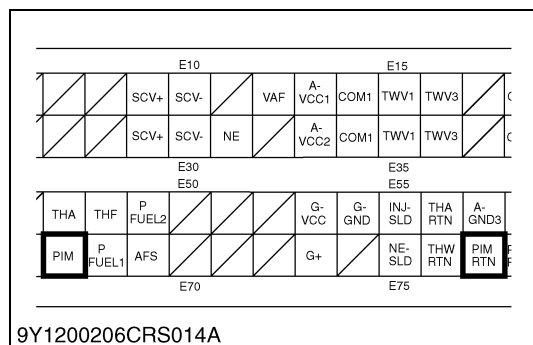 E10 E15
SCV+ SCV- VAF A-VCC1 COM1 TWV1 TWV3
SCV+ SCV- NE A-VCC2 COM1 TWV1 TWV3
E30 E35
E50 E55
THA THF P FUEL2 G-VCC G-GND INJ-SLD THA RTN A-GND3
PIM P FUEL1 AFS G+ NE-SLD THW RTN PIM RTN
E70 E75
9Y1200206CRS014A